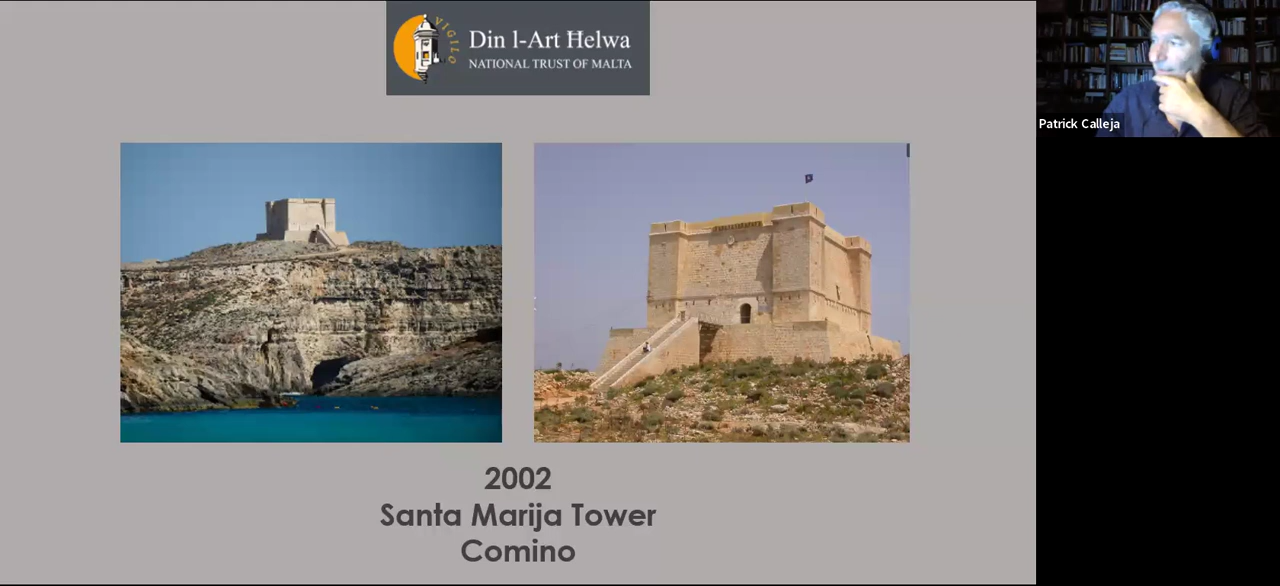 VIGILO
Din l-Art Helwa
NATIONAL TRUST OF MALTA
Patrick Calleja
2002
Santa Marija Tower
Comino